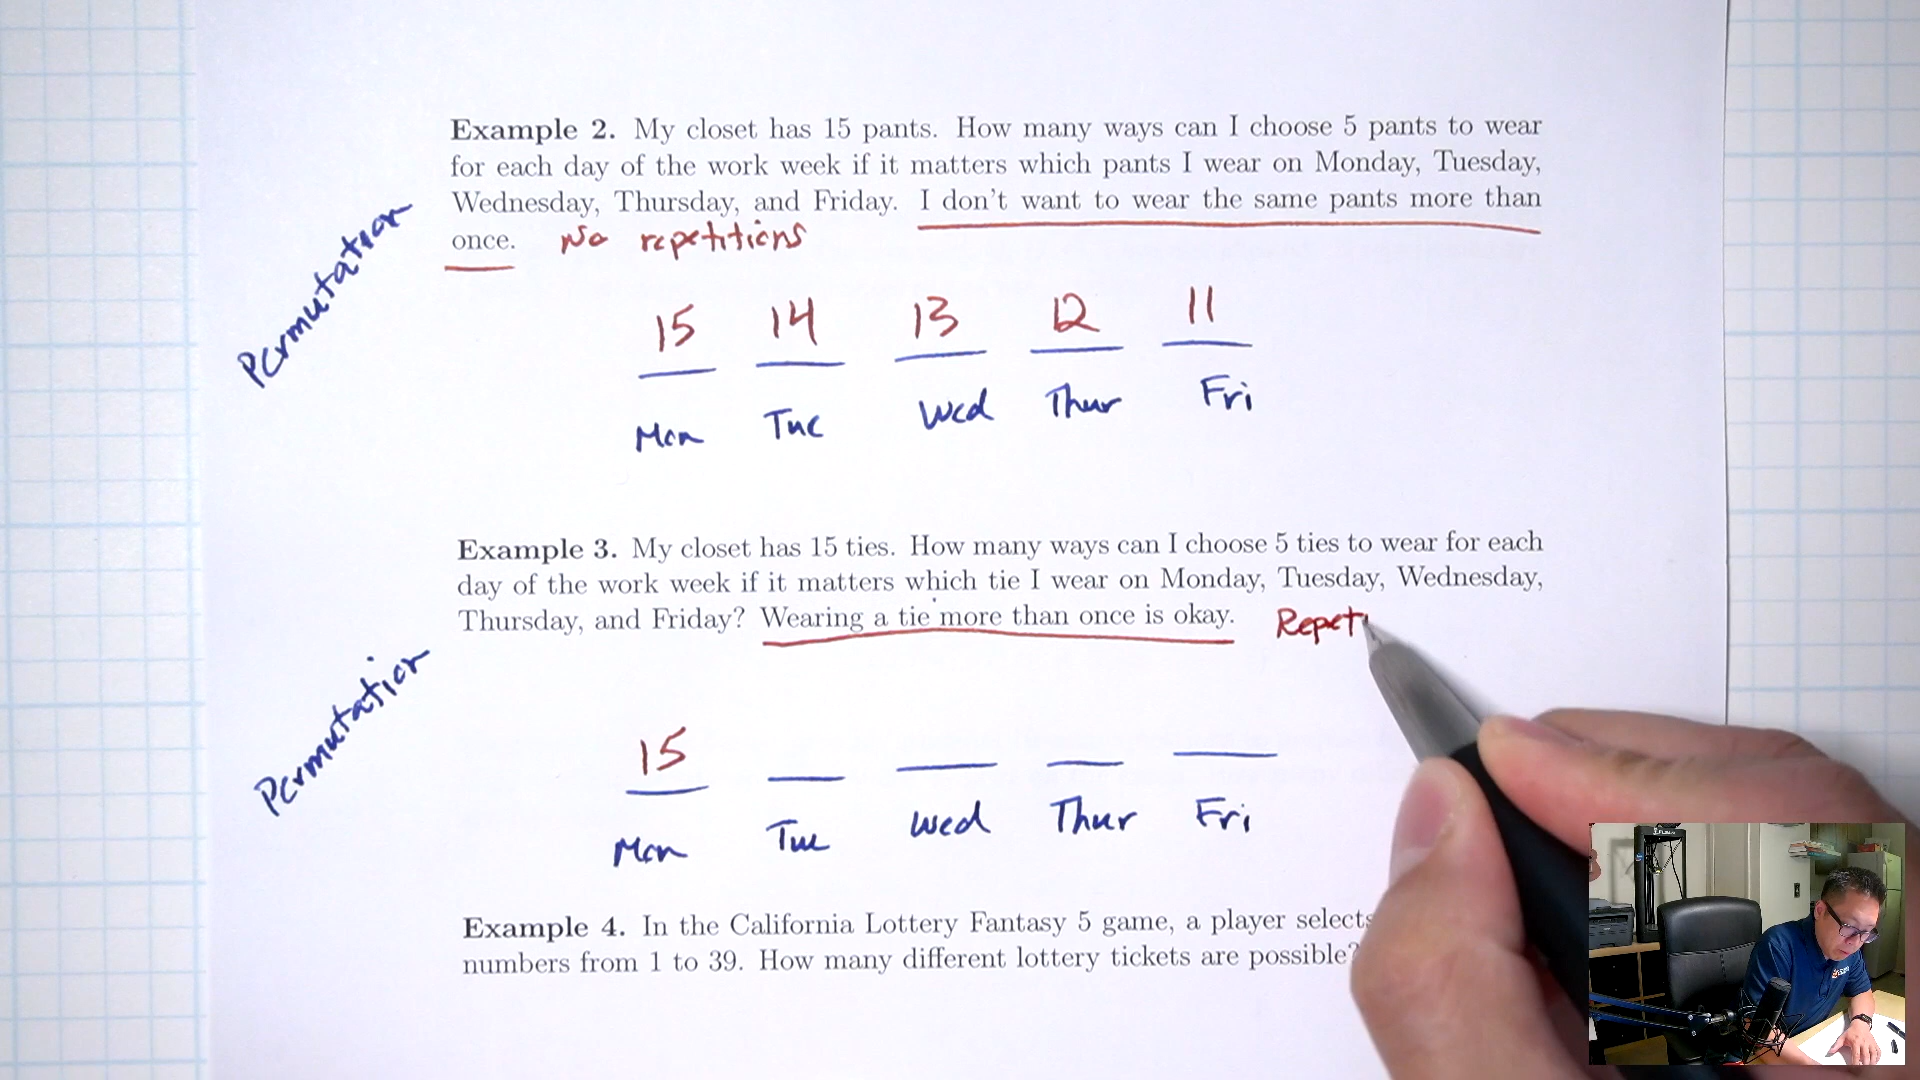 Example 2. My closet has 15 pants. How many ways can I choose 5 pants to wear
for each day of the work week if it matters which pants I wear on Monday, Tuesday,
Wednesday, Thursday, and Friday. I don't want to wear the same pants more than
once. No repetitions
Permutation
15 14 13 12 11
Mon Tue Wed Thur Fri
Example 3. My closet has 15 ties. How many ways can I choose 5 ties to wear for each
day of the work week if it matters which tie I wear on Monday, Tuesday, Wednesday,
Thursday, and Friday? Wearing a tie more than once is okay. Repeti
Permutation
15
Mon Tue Wed Thur Fri
Example 4. In the California Lottery Fantasy 5 game, a player selects
numbers from 1 to 39. How many different lottery tickets are possible?